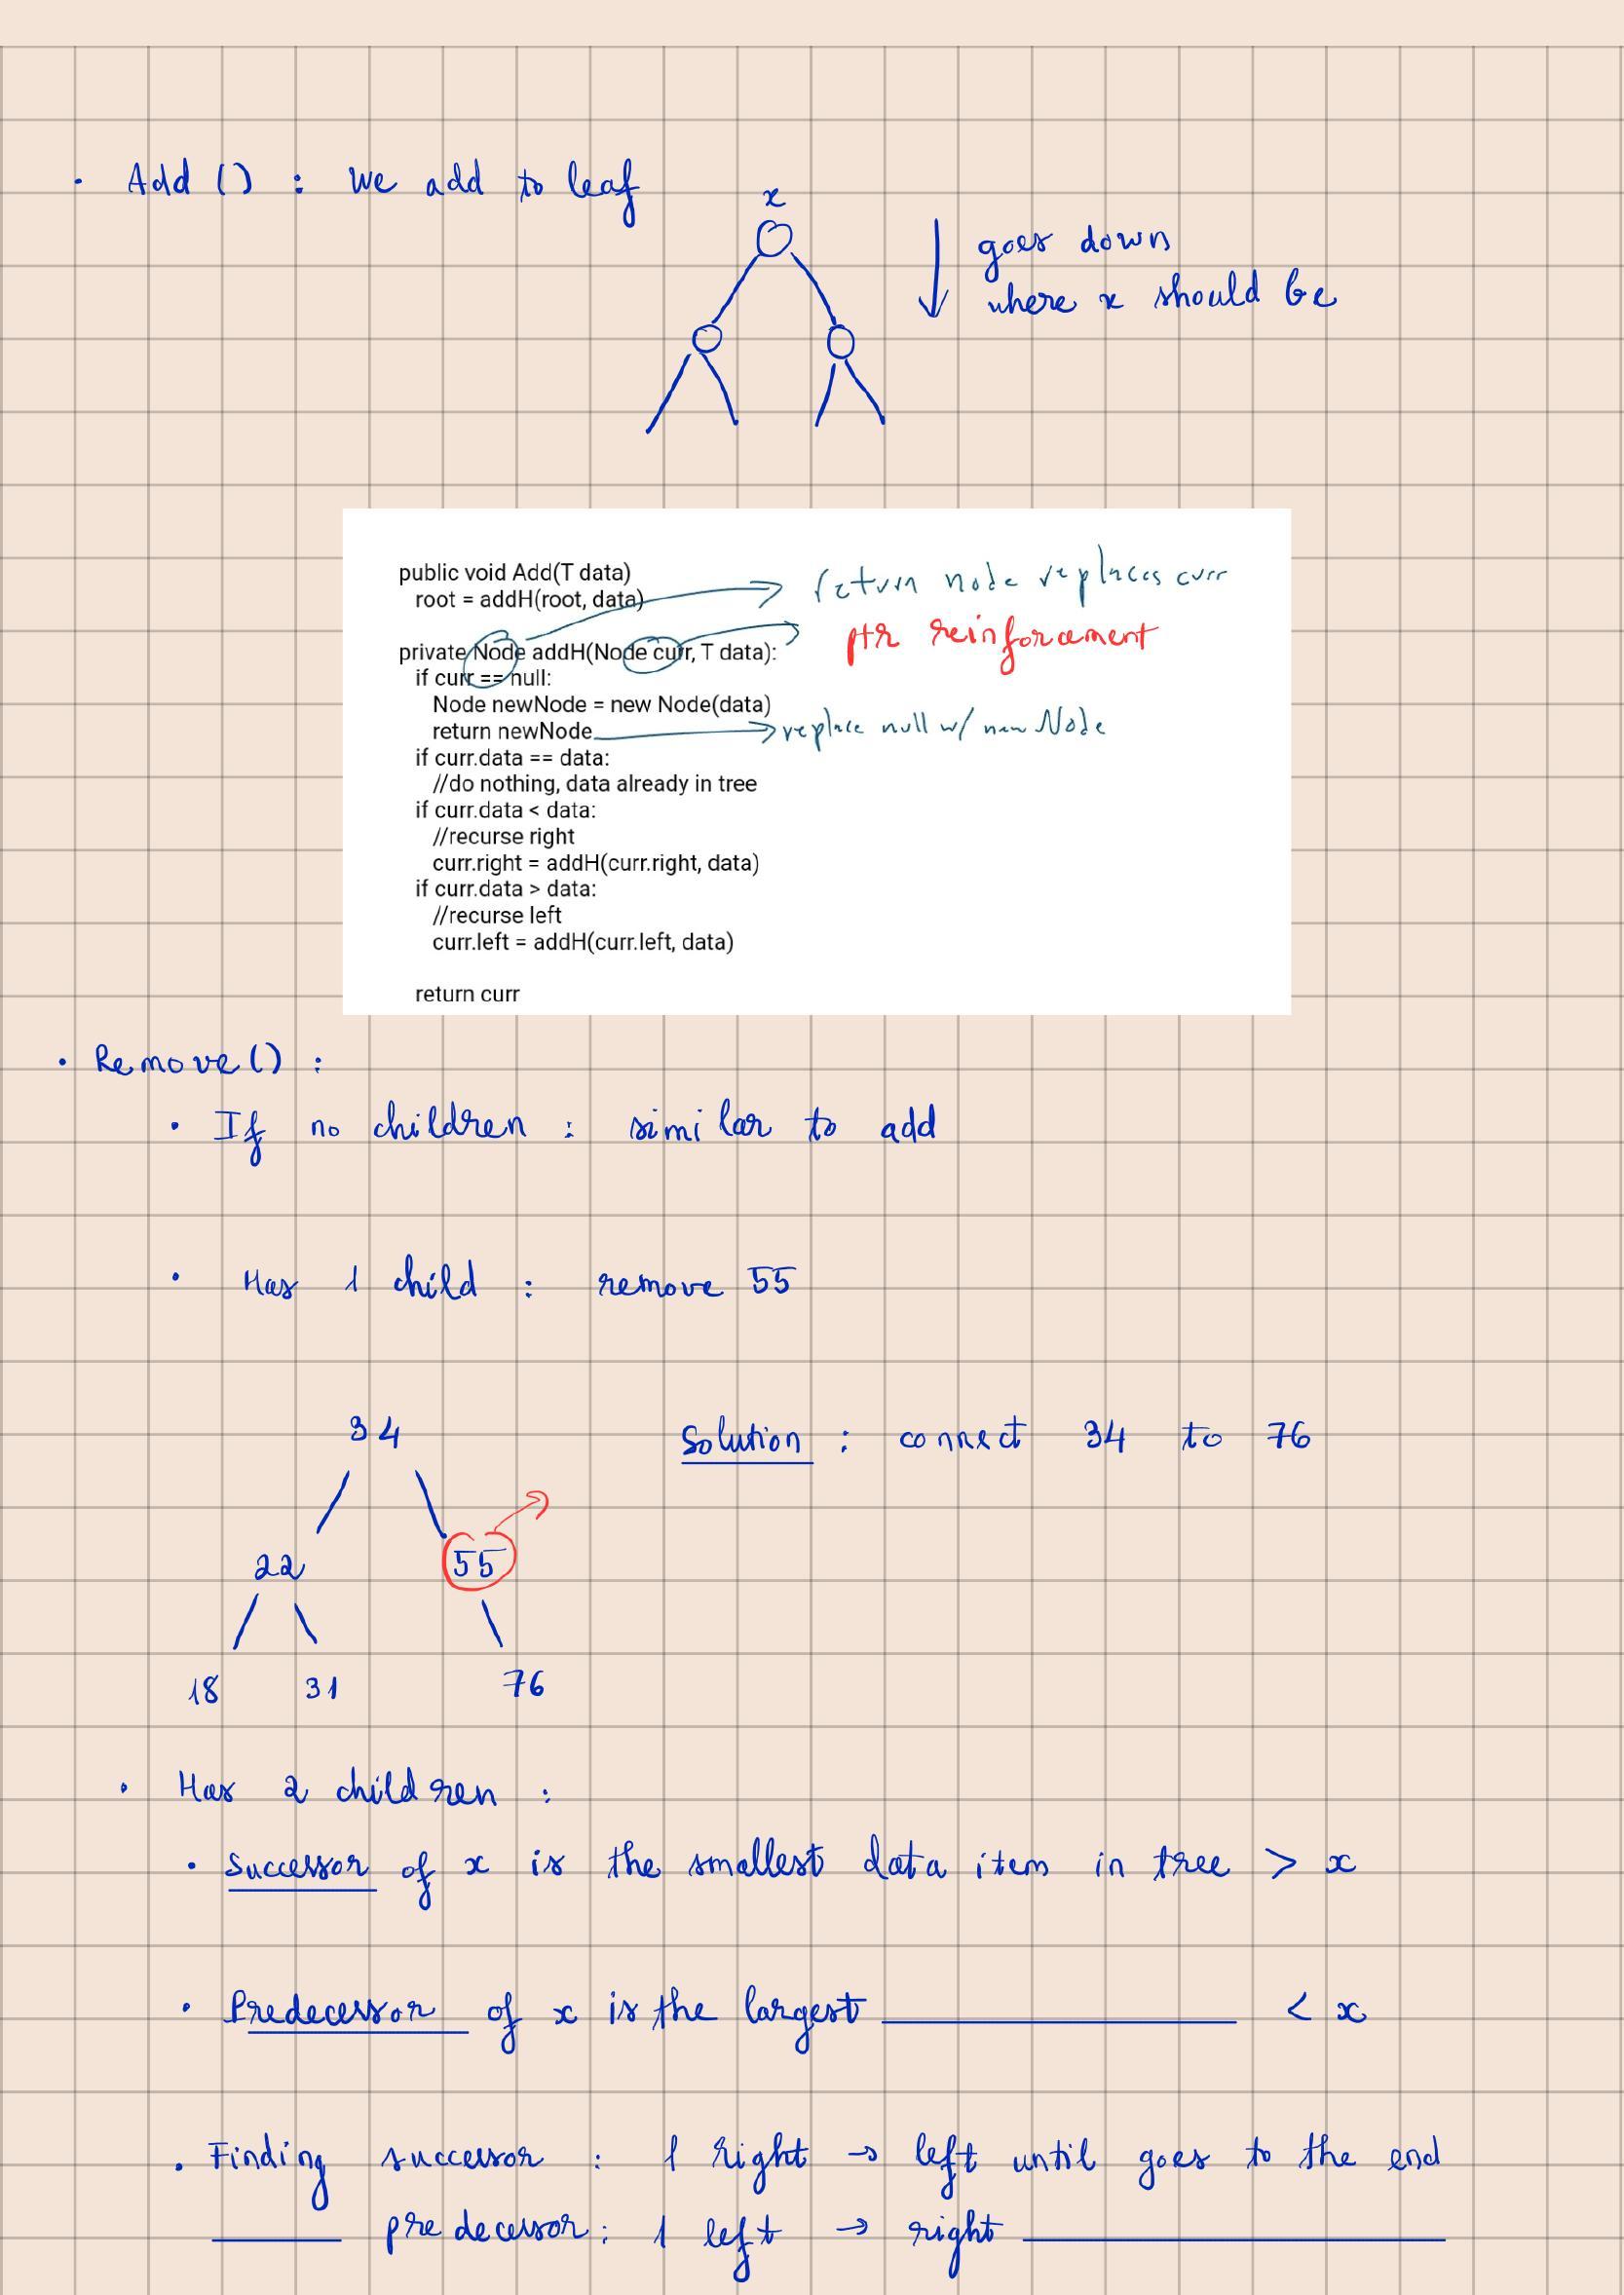 · Add () : we add to leaf
x
goes down
where x should be
public void Add(T data)
root = addH(root, data)
return node replaces curr
ptr reinforcement
private Node addH(Node curr, T data):
if curr == null:
Node newNode = new Node(data)
return newNode
replace null w/ new Node
if curr.data == data:
//do nothing, data already in tree
if curr.data < data:
//recurse right
curr.right = addH(curr.right, data)
if curr.data > data:
//recurse left
curr.left = addH(curr.left, data)
return curr
· Remove() :
· If no children : similar to add
· Has 1 child : remove 55
34
Solution : connect 34 to 76
22 55
18 31 76
· Has 2 children :
· Successor of x is the smallest data item in tree > x
· Predecessor of x is the largest ______ < x
· Finding successor : 1 right → left until goes to the end
______ predecessor : 1 left → right ______